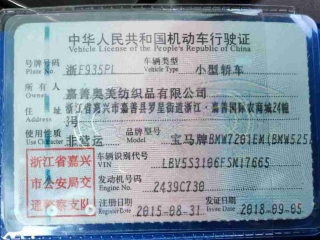 中华人民共和国机动车行驶证
Vehicle License of the People's Republic of China
号牌号码 浙F935PL 车辆类型 小型轿车
Plate No. Vehicle Type
所有人 嘉善昊美纺织品有限公司
Owner
住址 浙江省嘉兴市嘉善县罗星街道浙江·嘉善国际农商城24幢
3号
使用性质 非营运 品牌型号 宝马牌BMW7201EM(BMW525
Use Character Model
浙江省嘉兴
市公安局交
通警察支队
车辆识别代号 LBV5S3106FSM17665
VIN
发动机号码 2439C730
Engine No.
注册日期 2015-08-31 发证日期 2018-09-05
Register Date Issue Date